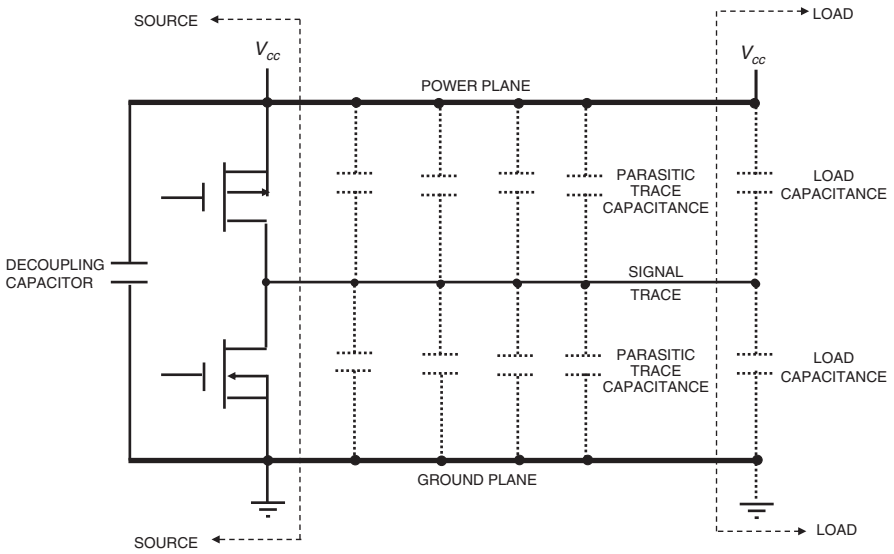 SOURCE
LOAD
Vcc
Vcc
POWER PLANE
PARASITIC
TRACE
CAPACITANCE
LOAD
CAPACITANCE
DECOUPLING
CAPACITOR
SIGNAL
TRACE
PARASITIC
TRACE
CAPACITANCE
LOAD
CAPACITANCE
GROUND PLANE
SOURCE
LOAD